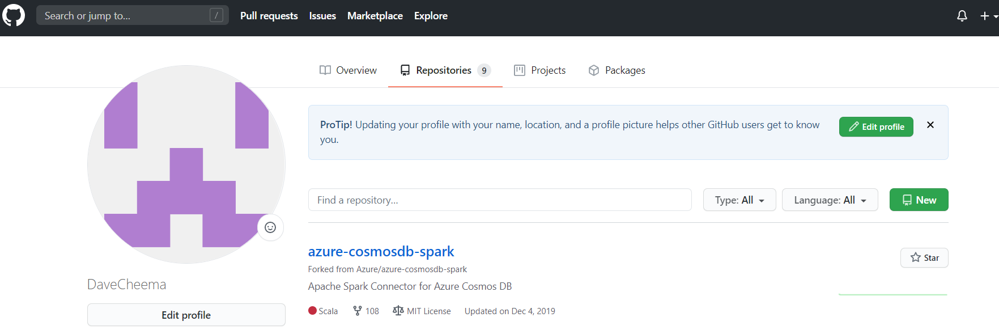 Search or jump to... / Pull requests Issues Marketplace Explore
Overview Repositories 9 Projects Packages
ProTip! Updating your profile with your name, location, and a profile picture helps other GitHub users get to know
you.
Edit profile
Find a repository... Type: All Language: All New
azure-cosmosdb-spark
Star
Forked from Azure/azure-cosmosdb-spark
Apache Spark Connector for Azure Cosmos DB
Scala 108 MIT License Updated on Dec 4, 2019
DaveCheema
Edit profile